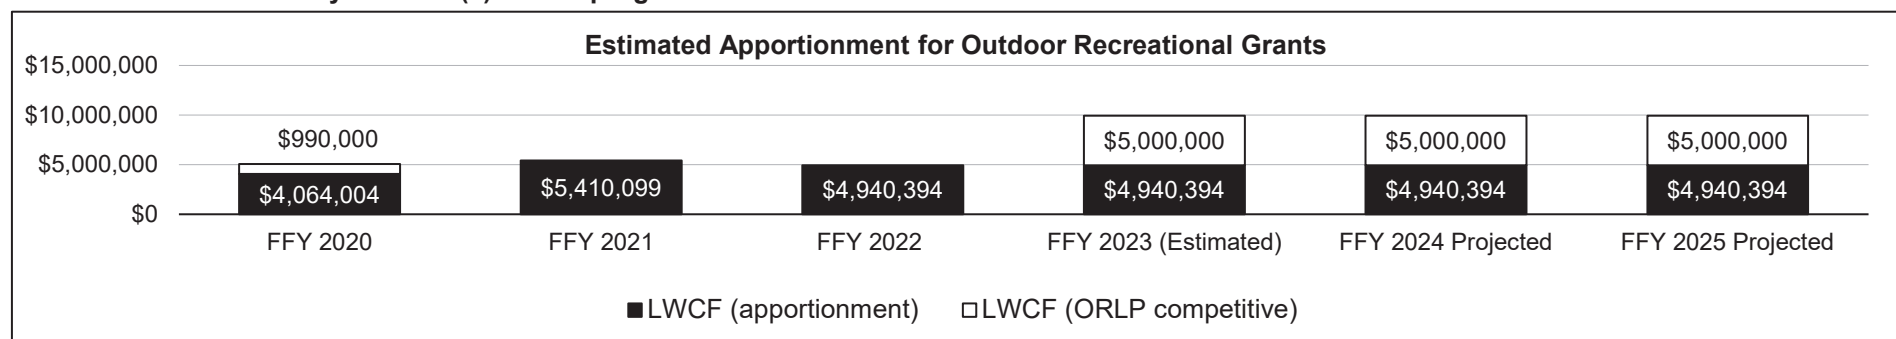 Estimated Apportionment for Outdoor Recreational Grants
$15,000,000
$10,000,000
$5,000,000
$0
$990,000
$5,000,000
$5,000,000
$5,000,000
$4,064,004
$5,410,099
$4,940,394
$4,940,394
$4,940,394
$4,940,394
FFY 2020
FFY 2021
FFY 2022
FFY 2023 (Estimated)
FFY 2024 Projected
FFY 2025 Projected
LWCF (apportionment)
LWCF (ORLP competitive)